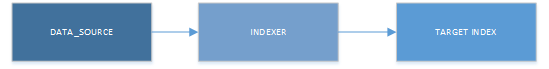 DATA_SOURCE
INDEXER
TARGET INDEX